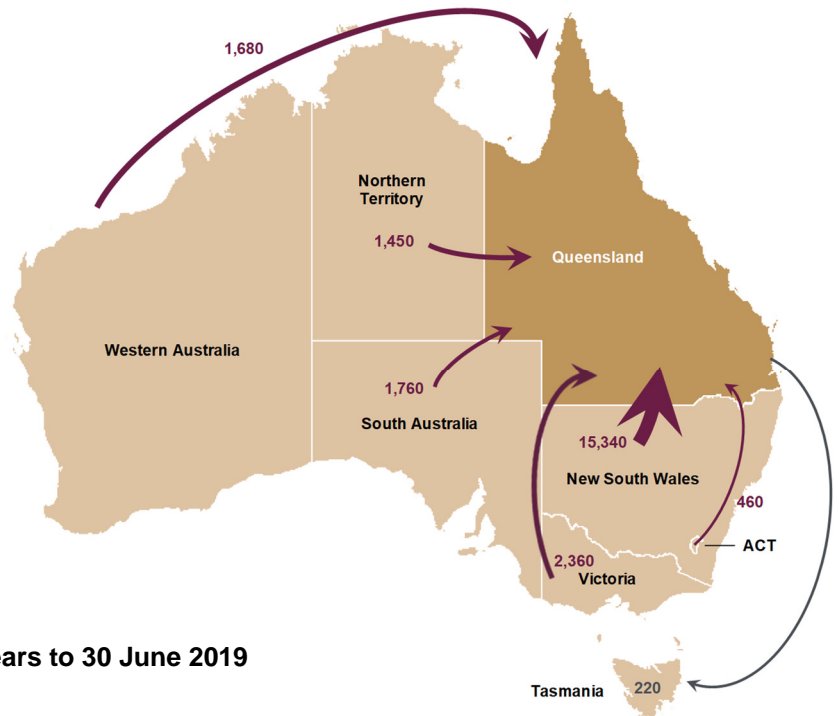 1,680
Northern
Territory
1,450
Queensland
Western Australia
1,760
South Australia
15,340
New South Wales
460
ACT
2,360
Victoria
ears to 30 June 2019
Tasmania
220